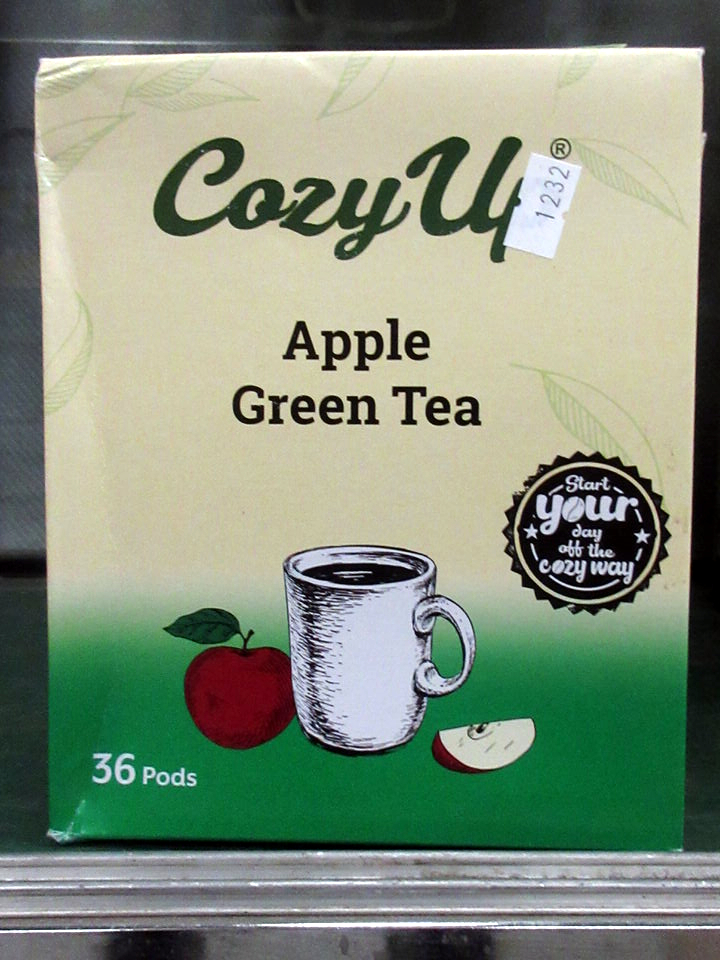 Cozy Up®
1232
Apple
Green Tea
Start
your
day
off the
cozy way
36 Pods